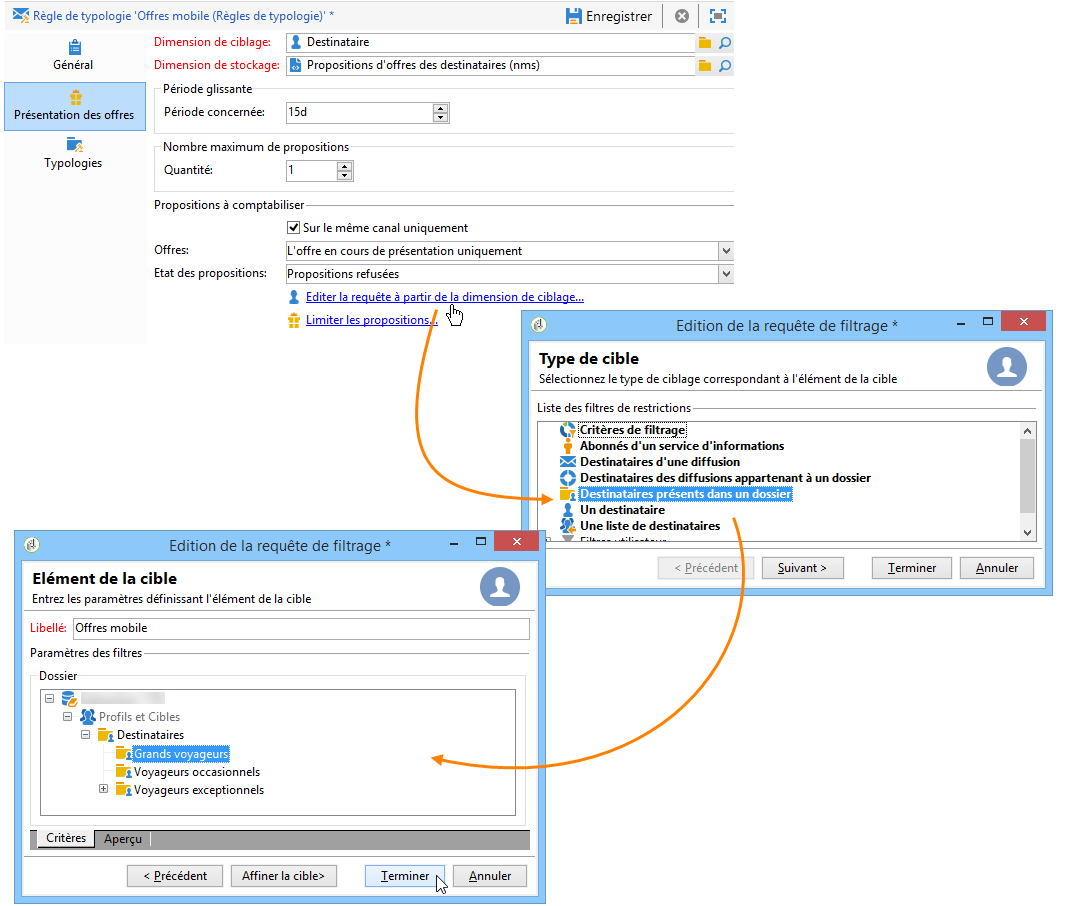 Règle de typologie 'Offres mobile (Règles de typologie)' *
Enregistrer
Général
Présentation des offres
Typologies
Dimension de ciblage:
Destinataire
Dimension de stockage:
Propositions d'offres des destinataires (nms)
Période glissante
Période concernée:
15d
Nombre maximum de propositions
Quantité:
1
Propositions à comptabiliser
Sur le même canal uniquement
Offres:
L'offre en cours de présentation uniquement
Etat des propositions:
Propositions refusées
Editer la requête à partir de la dimension de ciblage...
Limiter les propositions...
Edition de la requête de filtrage *
Type de cible
Sélectionnez le type de ciblage correspondant à l'élément de la cible
Liste des filtres de restrictions
Critères de filtrage
Abonnés d'un service d'informations
Destinataires d'une diffusion
Destinataires des diffusions appartenant à un dossier
Destinataires présents dans un dossier
Un destinataire
Une liste de destinataires
Filtres utilisateur
< Précédent
Suivant >
Terminer
Annuler
Edition de la requête de filtrage *
Elément de la cible
Entrez les paramètres définissant l'élément de la cible
Libellé:
Offres mobile
Paramètres des filtres
Dossier
Profils et Cibles
Destinataires
Grands voyageurs
Voyageurs occasionnels
Voyageurs exceptionnels
Critères
Aperçu
< Précédent
Affiner la cible>
Terminer
Annuler